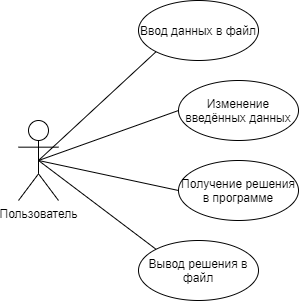 Ввод данных в файл
Изменение
введённых данных
Получение решения
в программе
Пользователь
Вывод решения в
файл